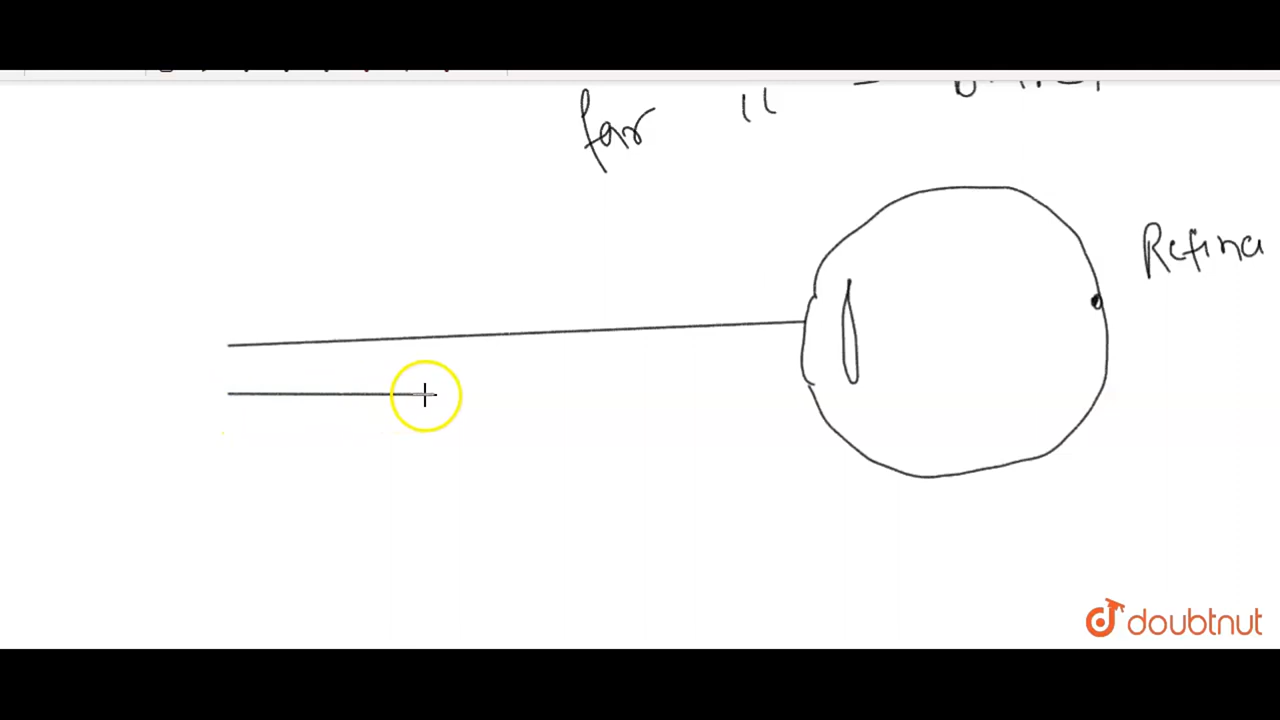 far " =
Retina
doubtnut